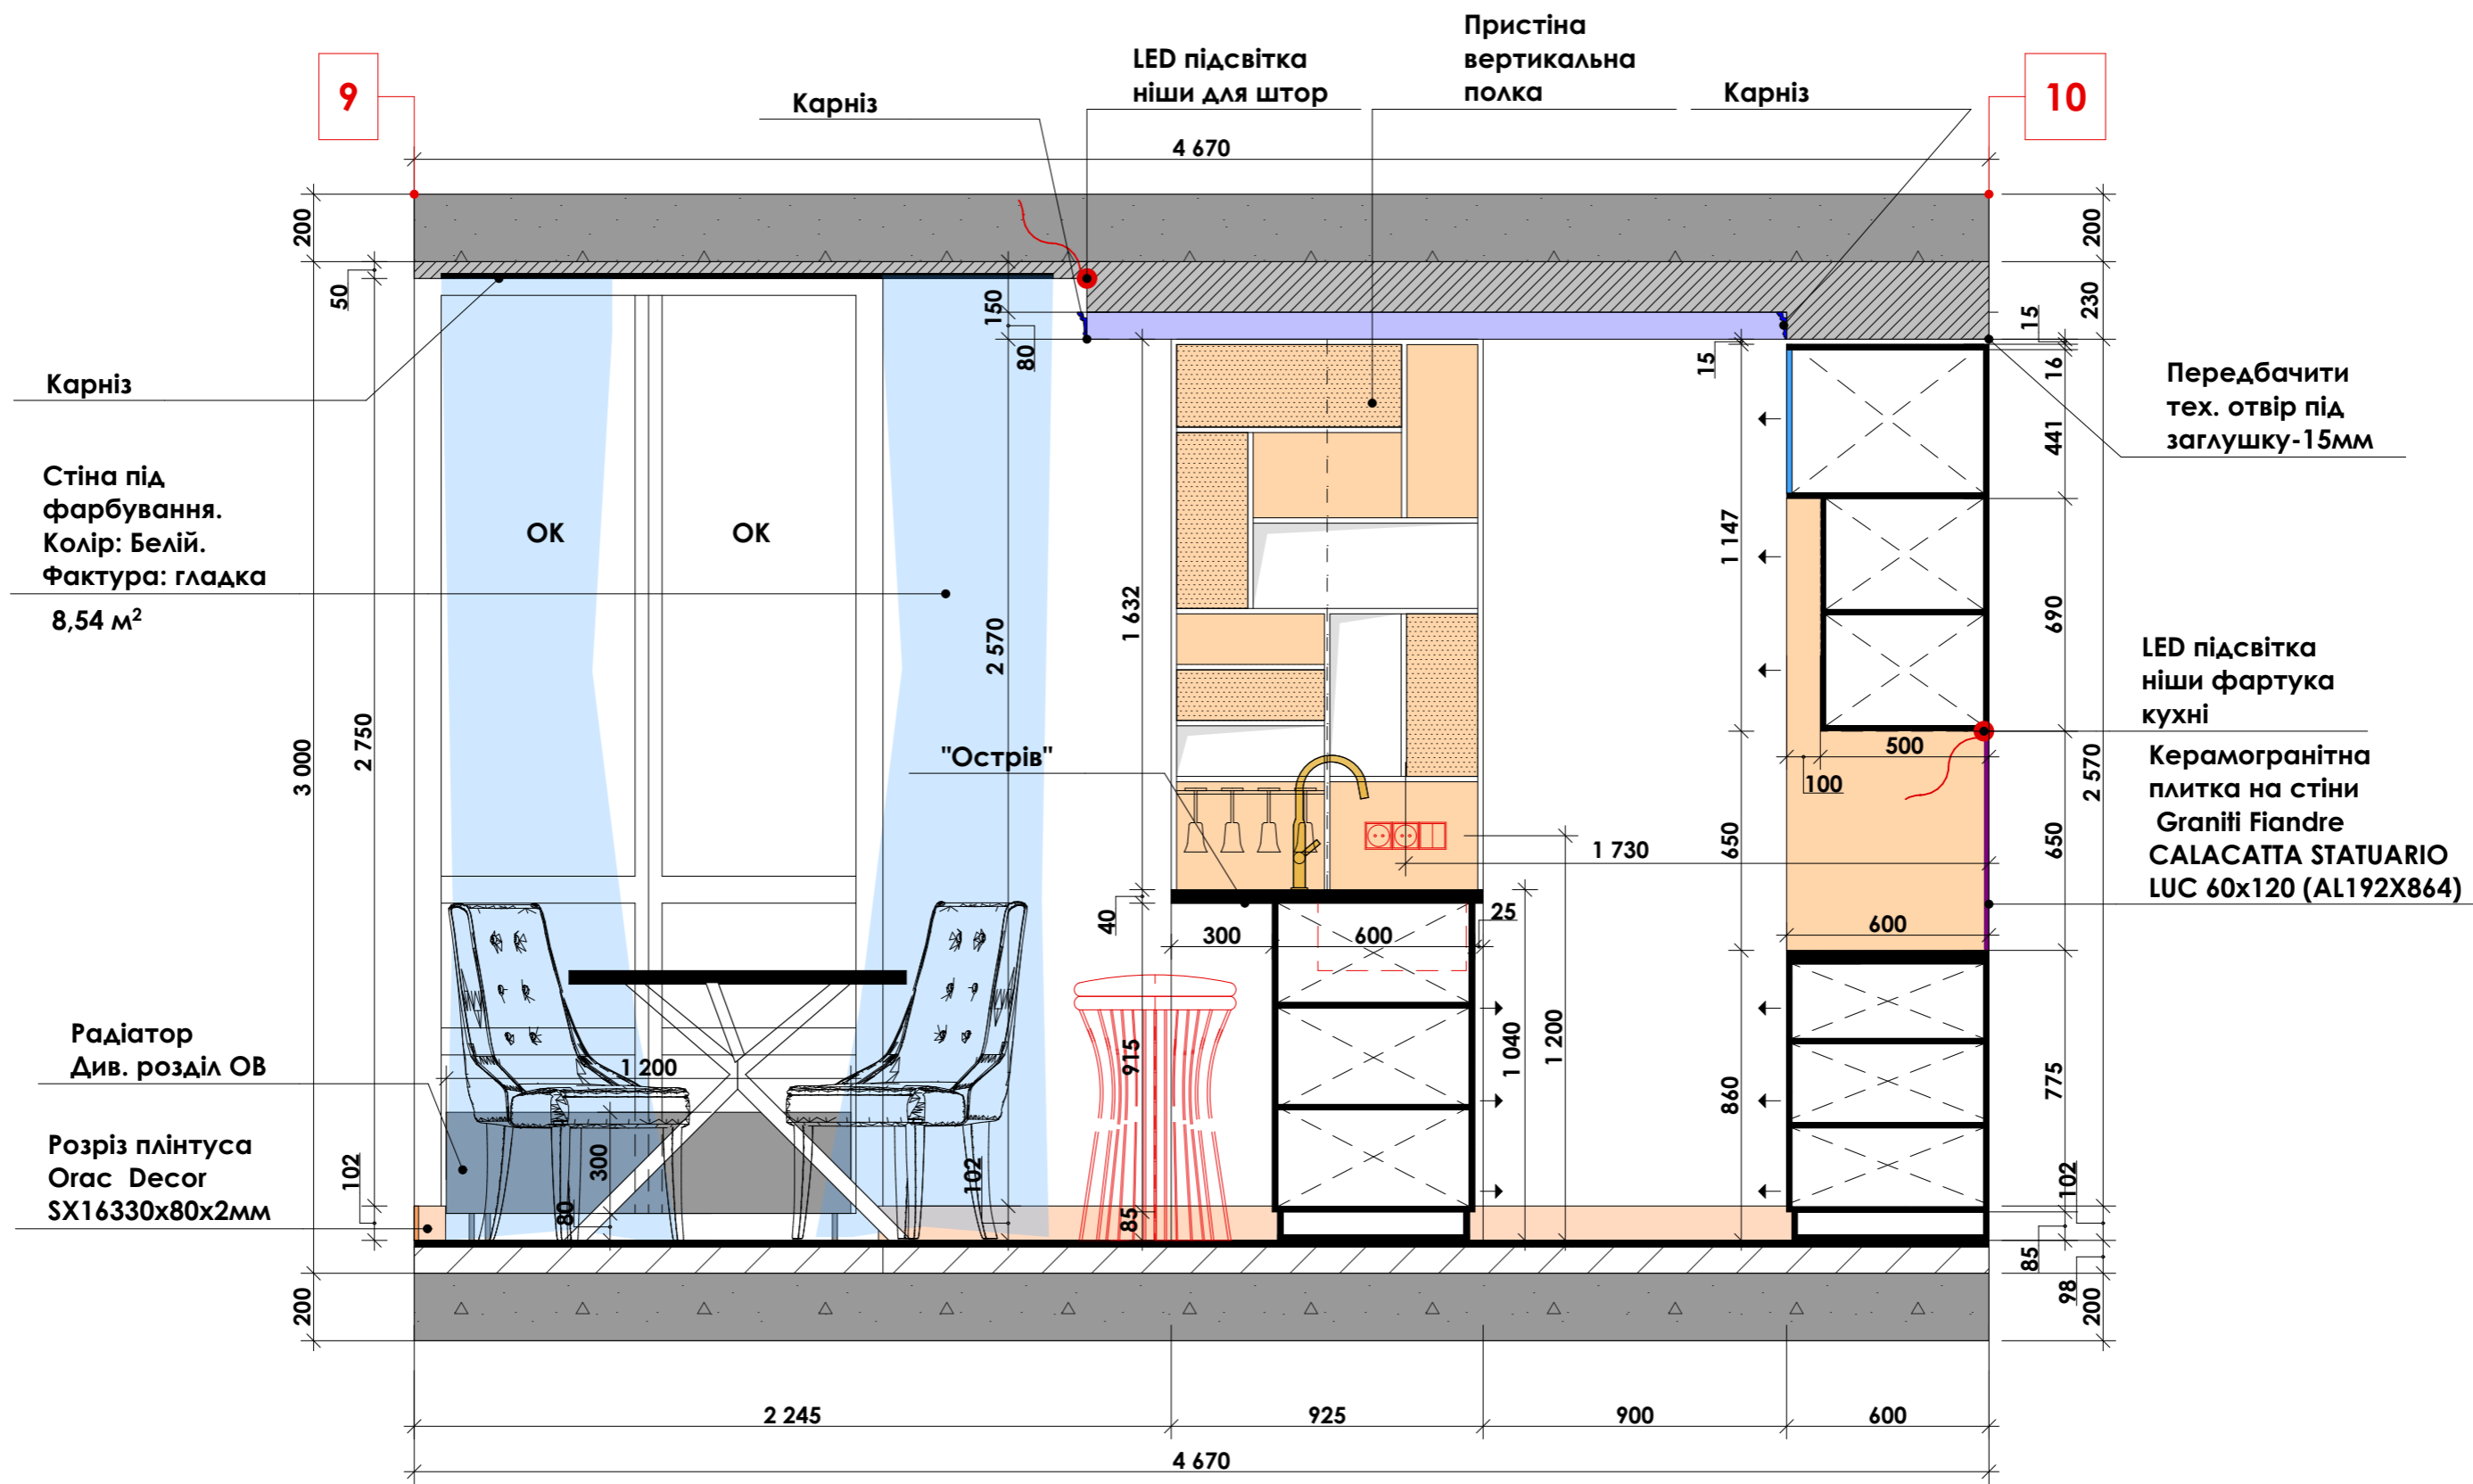 Пристіна
вертикальна
полка
LED підсвітка
ніши для штор
Карніз
Карніз
9
10
4 670
200
50
3 000
2 750
102
200
Карніз
Стіна під
фарбування.
Колір: Белій.
Фактура: гладка
8,54 м²
ОК
ОК
150
80
2 570
1 632
"Острів"
40
300
600
25
915
85
1 040
1 200
1 730
15
1 147
650
860
500
100
600
1 200
300
80
102
Радіатор
Див. розділ ОВ
Розріз плінтуса
Orac Decor
SX16330x80x2мм
200
230
15
16
441
690
650
775
102
85
98
200
2 570
Передбачити
тех. отвір під
заглушку-15мм
LED підсвітка
ніши фартука
кухні
Керамогранітна
плитка на стіни
Graniti Fiandre
CALACATTA STATUARIO
LUC 60x120 (AL192X864)
2 245
925
900
600
4 670